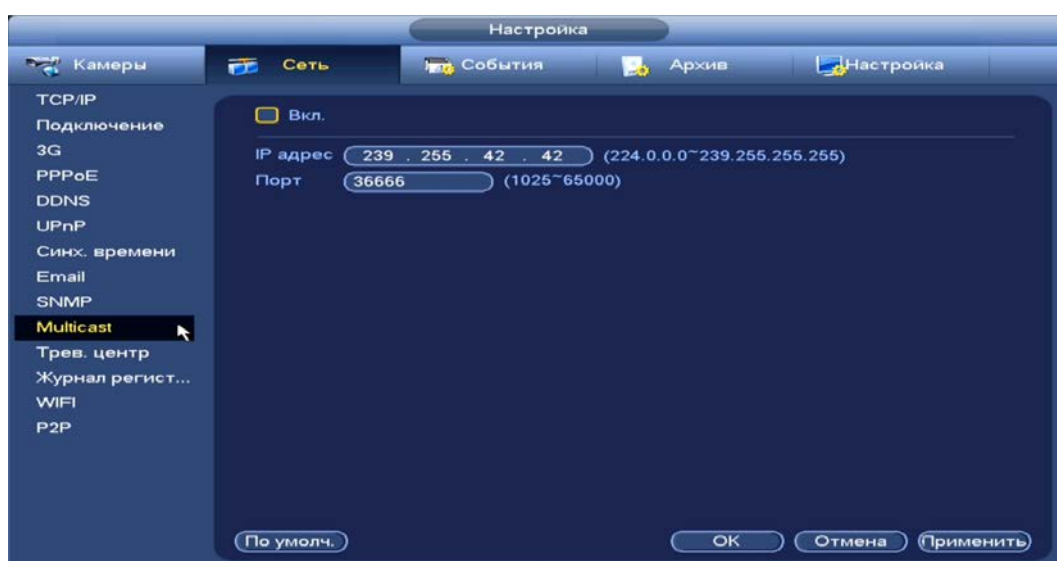 Настройка
Камеры Сеть События Архив Настройка
TCP/IP
Подключение
3G
PPPoE
DDNS
UPnP
Синх. времени
Email
SNMP
Multicast
Трев. центр
Журнал регист...
WIFI
P2P
Вкл.
IP адрес 239 . 255 . 42 . 42 (224.0.0.0~239.255.255.255)
Порт 36666 (1025~65000)
По умолч. OK Отмена Применить